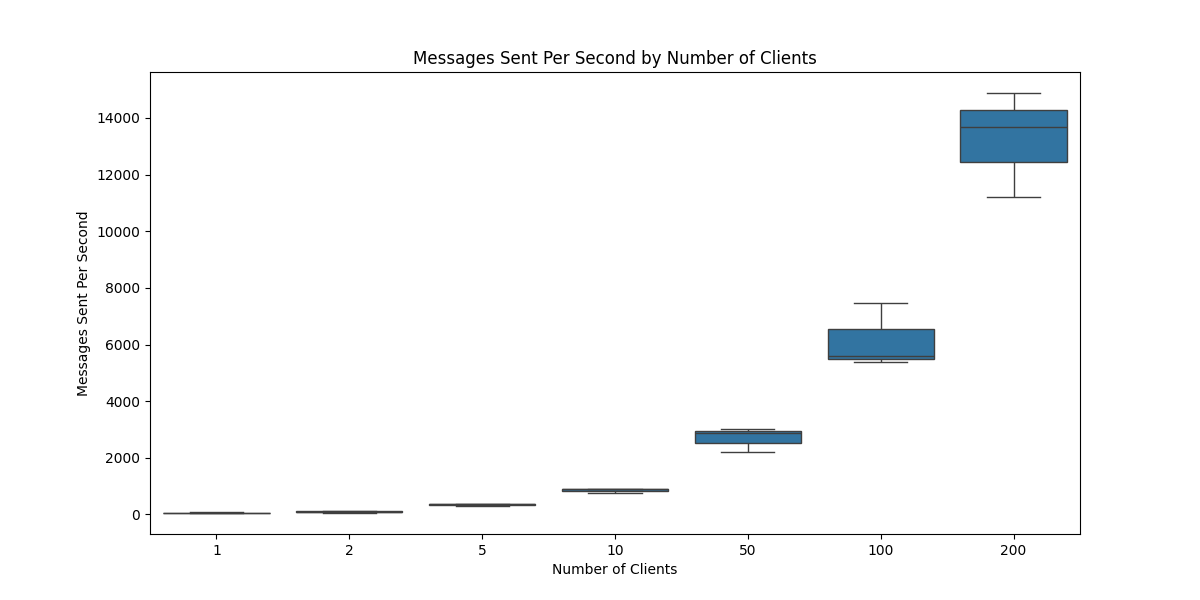 Messages Sent Per Second by Number of Clients
Messages Sent Per Second
14000
12000
10000
8000
6000
4000
2000
0
1 2 5 10 50 100 200
Number of Clients